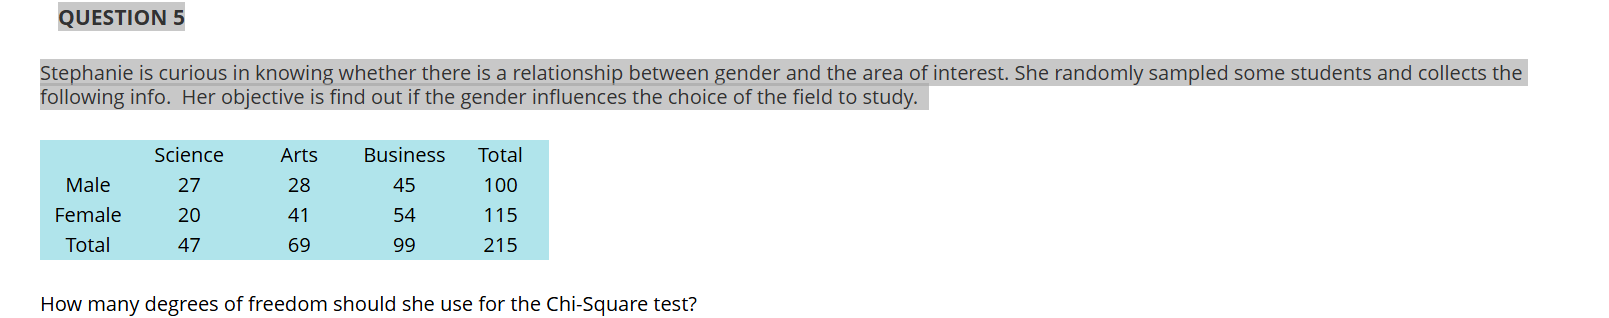 QUESTION 5
Stephanie is curious in knowing whether there is a relationship between gender and the area of interest. She randomly sampled some students and collects the
following info.  Her objective is find out if the gender influences the choice of the field to study.
Science Arts Business Total
Male 27 28 45 100
Female 20 41 54 115
Total 47 69 99 215
How many degrees of freedom should she use for the Chi-Square test?